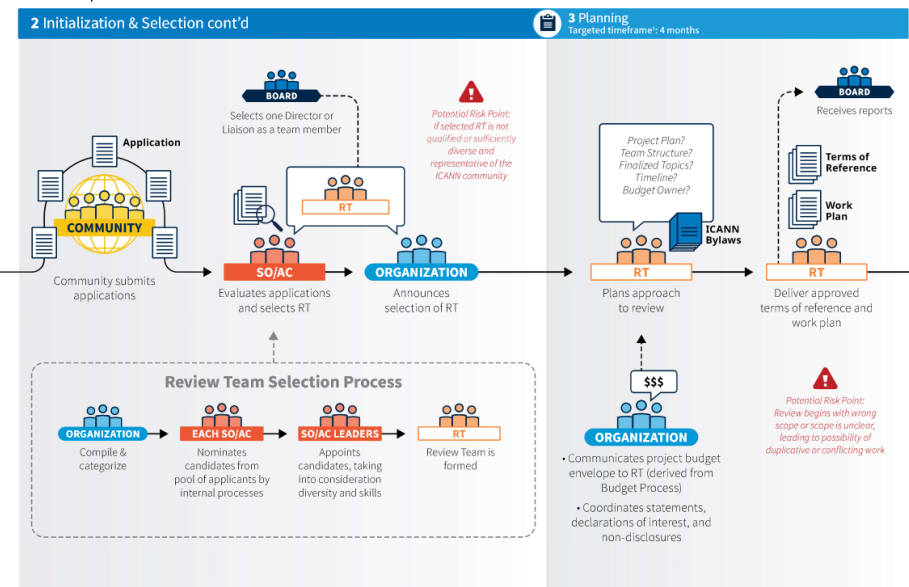 2 Initialization & Selection cont’d
3 Planning
Targeted timeframe¹: 4 months
Application
COMMUNITY
Community submits
applications
BOARD
Selects one Director or
Liaison as a team member
RT
SO/AC
Evaluates applications
and selects RT
ORGANIZATION
Announces
selection of RT
Potential Risk Point:
If selected RT is not
qualified or sufficiently
diverse and
representative of the
ICANN community
Review Team Selection Process
ORGANIZATION
Compile &
categorize
EACH SO/AC
Nominates
candidates from
pool of applicants by
internal processes
SO/AC LEADERS
Appoints
candidates, taking
into consideration
diversity and skills
RT
Review Team is
formed
Project Plan?
Team Structure?
Finalized Topics?
Timeline?
Budget Owner?
ICANN
Bylaws
RT
Plans approach
to review
$$$
ORGANIZATION
• Communicates project budget
envelope to RT (derived from
Budget Process)
• Coordinates statements,
declarations of interest, and
non-disclosures
BOARD
Receives reports
Terms of
Reference
Work
Plan
RT
Deliver approved
terms of reference and
work plan
Potential Risk Point:
Review begins with wrong
scope or scope is unclear,
leading to possibility of
duplicative or conflicting work